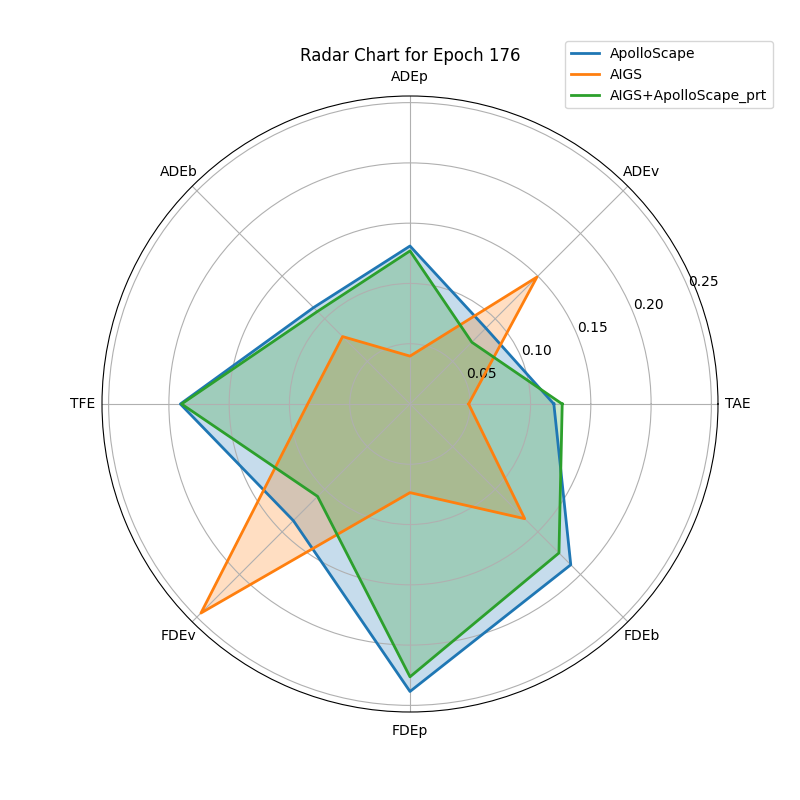 Radar Chart for Epoch 176
ApolloScape
AIGS
AIGS+ApolloScape_prt
ADEp
ADEb
ADEv
0.25
0.20
0.15
0.10
0.05
TFE
TAE
FDEv
FDEb
FDEp